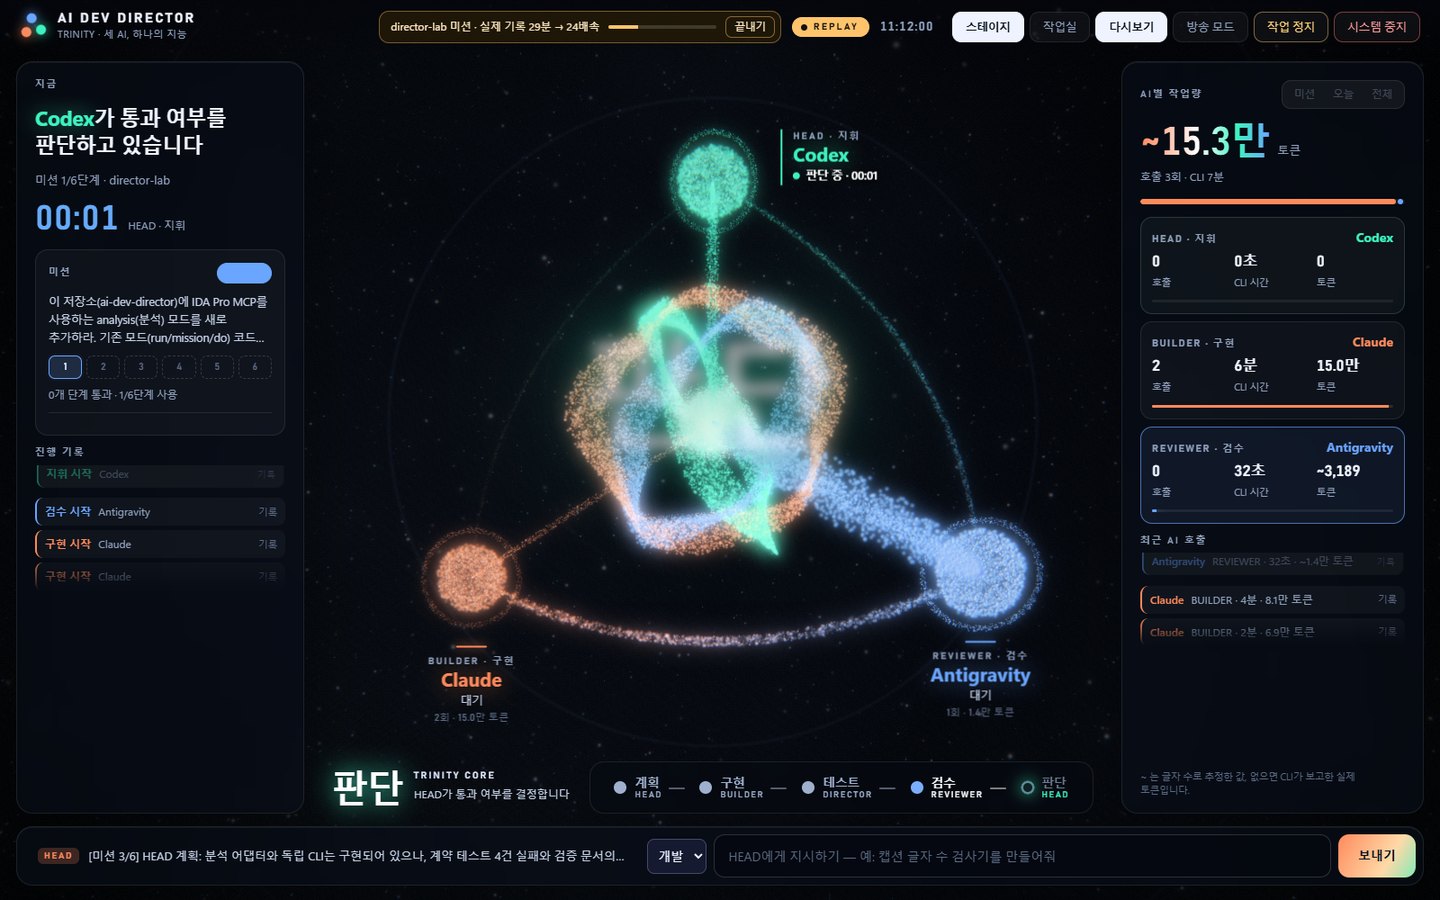 AI DEV DIRECTOR
TRINITY · 세 AI, 하나의 지능
director-lab 미션 · 실제 기록 29분 → 24배속
끝내기
REPLAY
11:12:00
스테이지
작업실
다시보기
방송 모드
작업 정지
시스템 중지
지금
Codex가 통과 여부를
판단하고 있습니다
미션 1/6단계 · director-lab
00:01 HEAD · 지휘
미션
이 저장소(ai-dev-director)에 IDA Pro MCP를
사용하는 analysis(분석) 모드를 새로
추가하라. 기존 모드(run/mission/do) 코드...
1 2 3 4 5 6
0개 단계 통과 · 1/6단계 사용
진행 기록
지휘 시작 Codex 기록
검수 시작 Antigravity 기록
구현 시작 Claude 기록
구현 시작 Claude 기록
HEAD · 지휘
Codex
판단 중 · 00:01
BUILDER · 구현
Claude
대기
2회 · 15.0만 토큰
REVIEWER · 검수
Antigravity
대기
1회 · 1.4만 토큰
판단
TRINITY CORE
HEAD가 통과 여부를 결정합니다
계획
HEAD
구현
BUILDER
테스트
DIRECTOR
검수
REVIEWER
판단
HEAD
AI별 작업량
미션 오늘 전체
~15.3만 토큰
호출 3회 · CLI 7분
HEAD · 지휘 Codex
0 0초 0
호출 CLI 시간 토큰
BUILDER · 구현 Claude
2 6분 15.0만
호출 CLI 시간 토큰
REVIEWER · 검수 Antigravity
0 32초 ~3,189
호출 CLI 시간 토큰
최근 AI 호출
Antigravity REVIEWER · 32초 · ~1.4만 토큰 기록
Claude BUILDER · 4분 · 8.1만 토큰 기록
Claude BUILDER · 2분 · 6.9만 토큰 기록
~ 는 글자 수로 추정한 값, 없으면 CLI가 보고한 실제
토큰입니다.
HEAD [미션 3/6] HEAD 계획: 분석 어댑터와 독립 CLI는 구현되어 있으나, 계약 테스트 4건 실패와 검증 문서의...
개발
HEAD에게 지시하기 — 예: 캡션 글자 수 검사기를 만들어줘
보내기